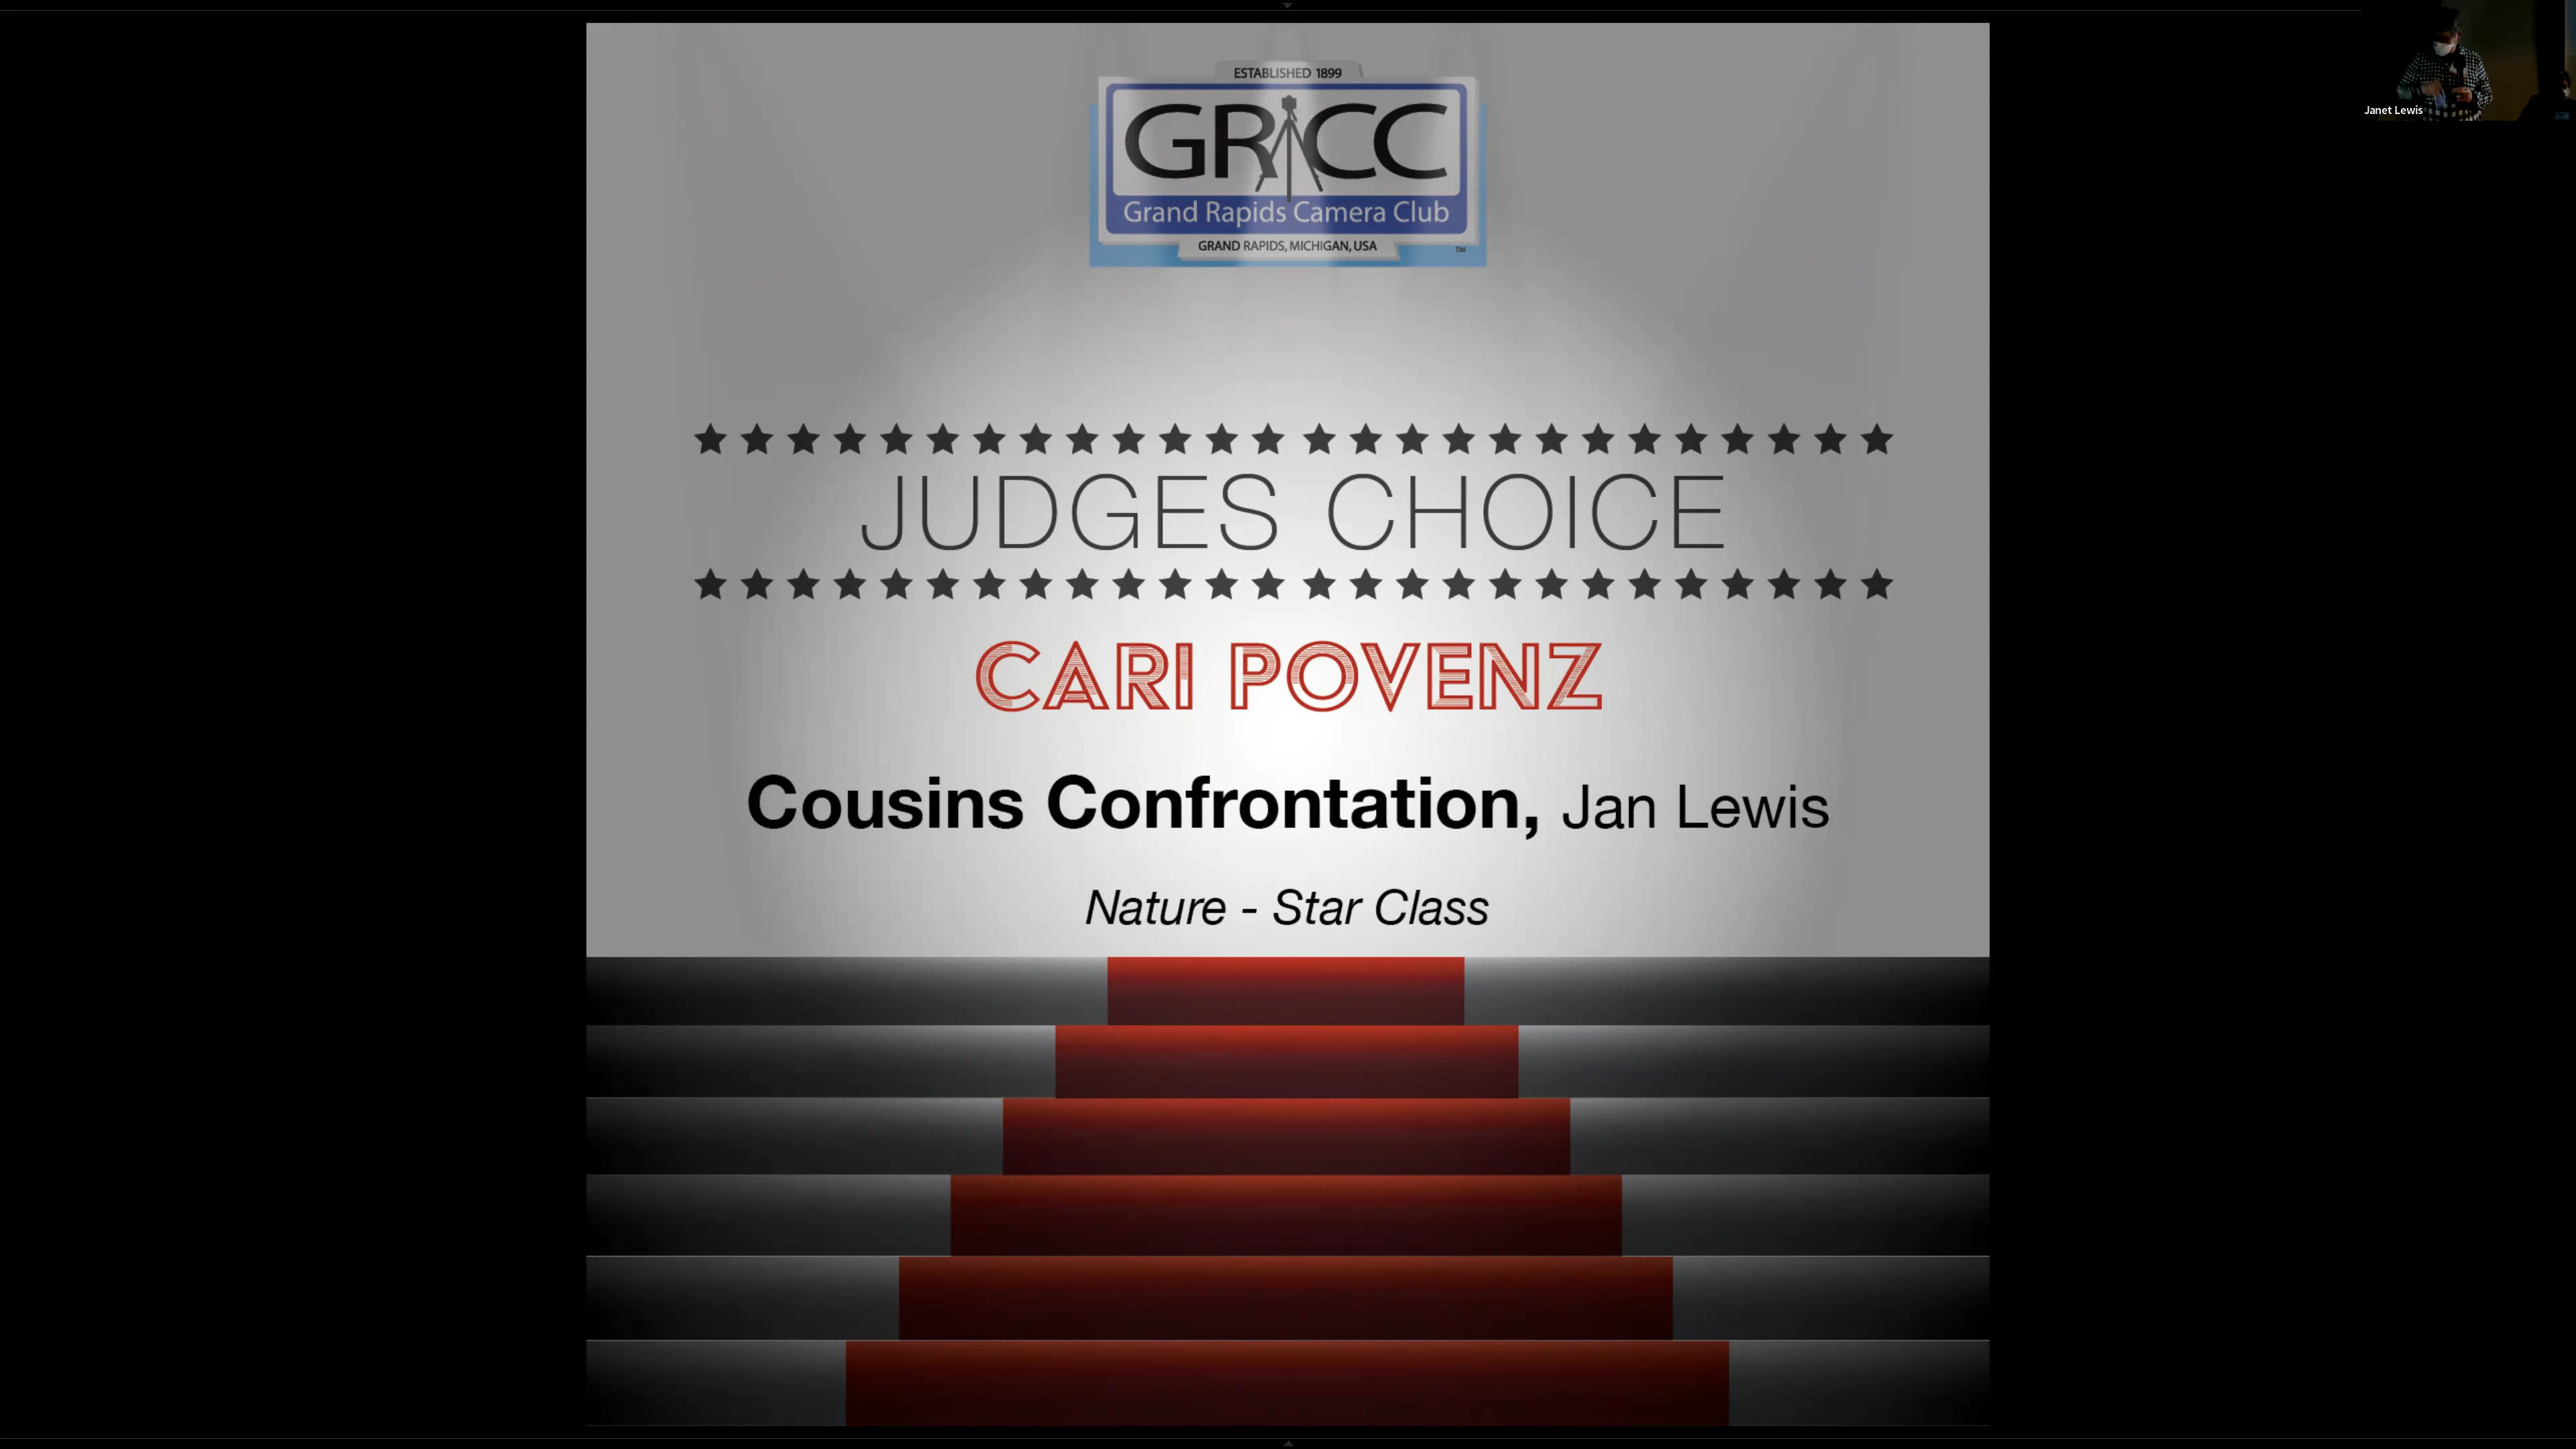 ESTABLISHED 1899
GRCC
Grand Rapids Camera Club
GRAND RAPIDS, MICHIGAN, USA
TM
Janet Lewis
JUDGES CHOICE
CARI POVENZ
Cousins Confrontation, Jan Lewis
Nature - Star Class